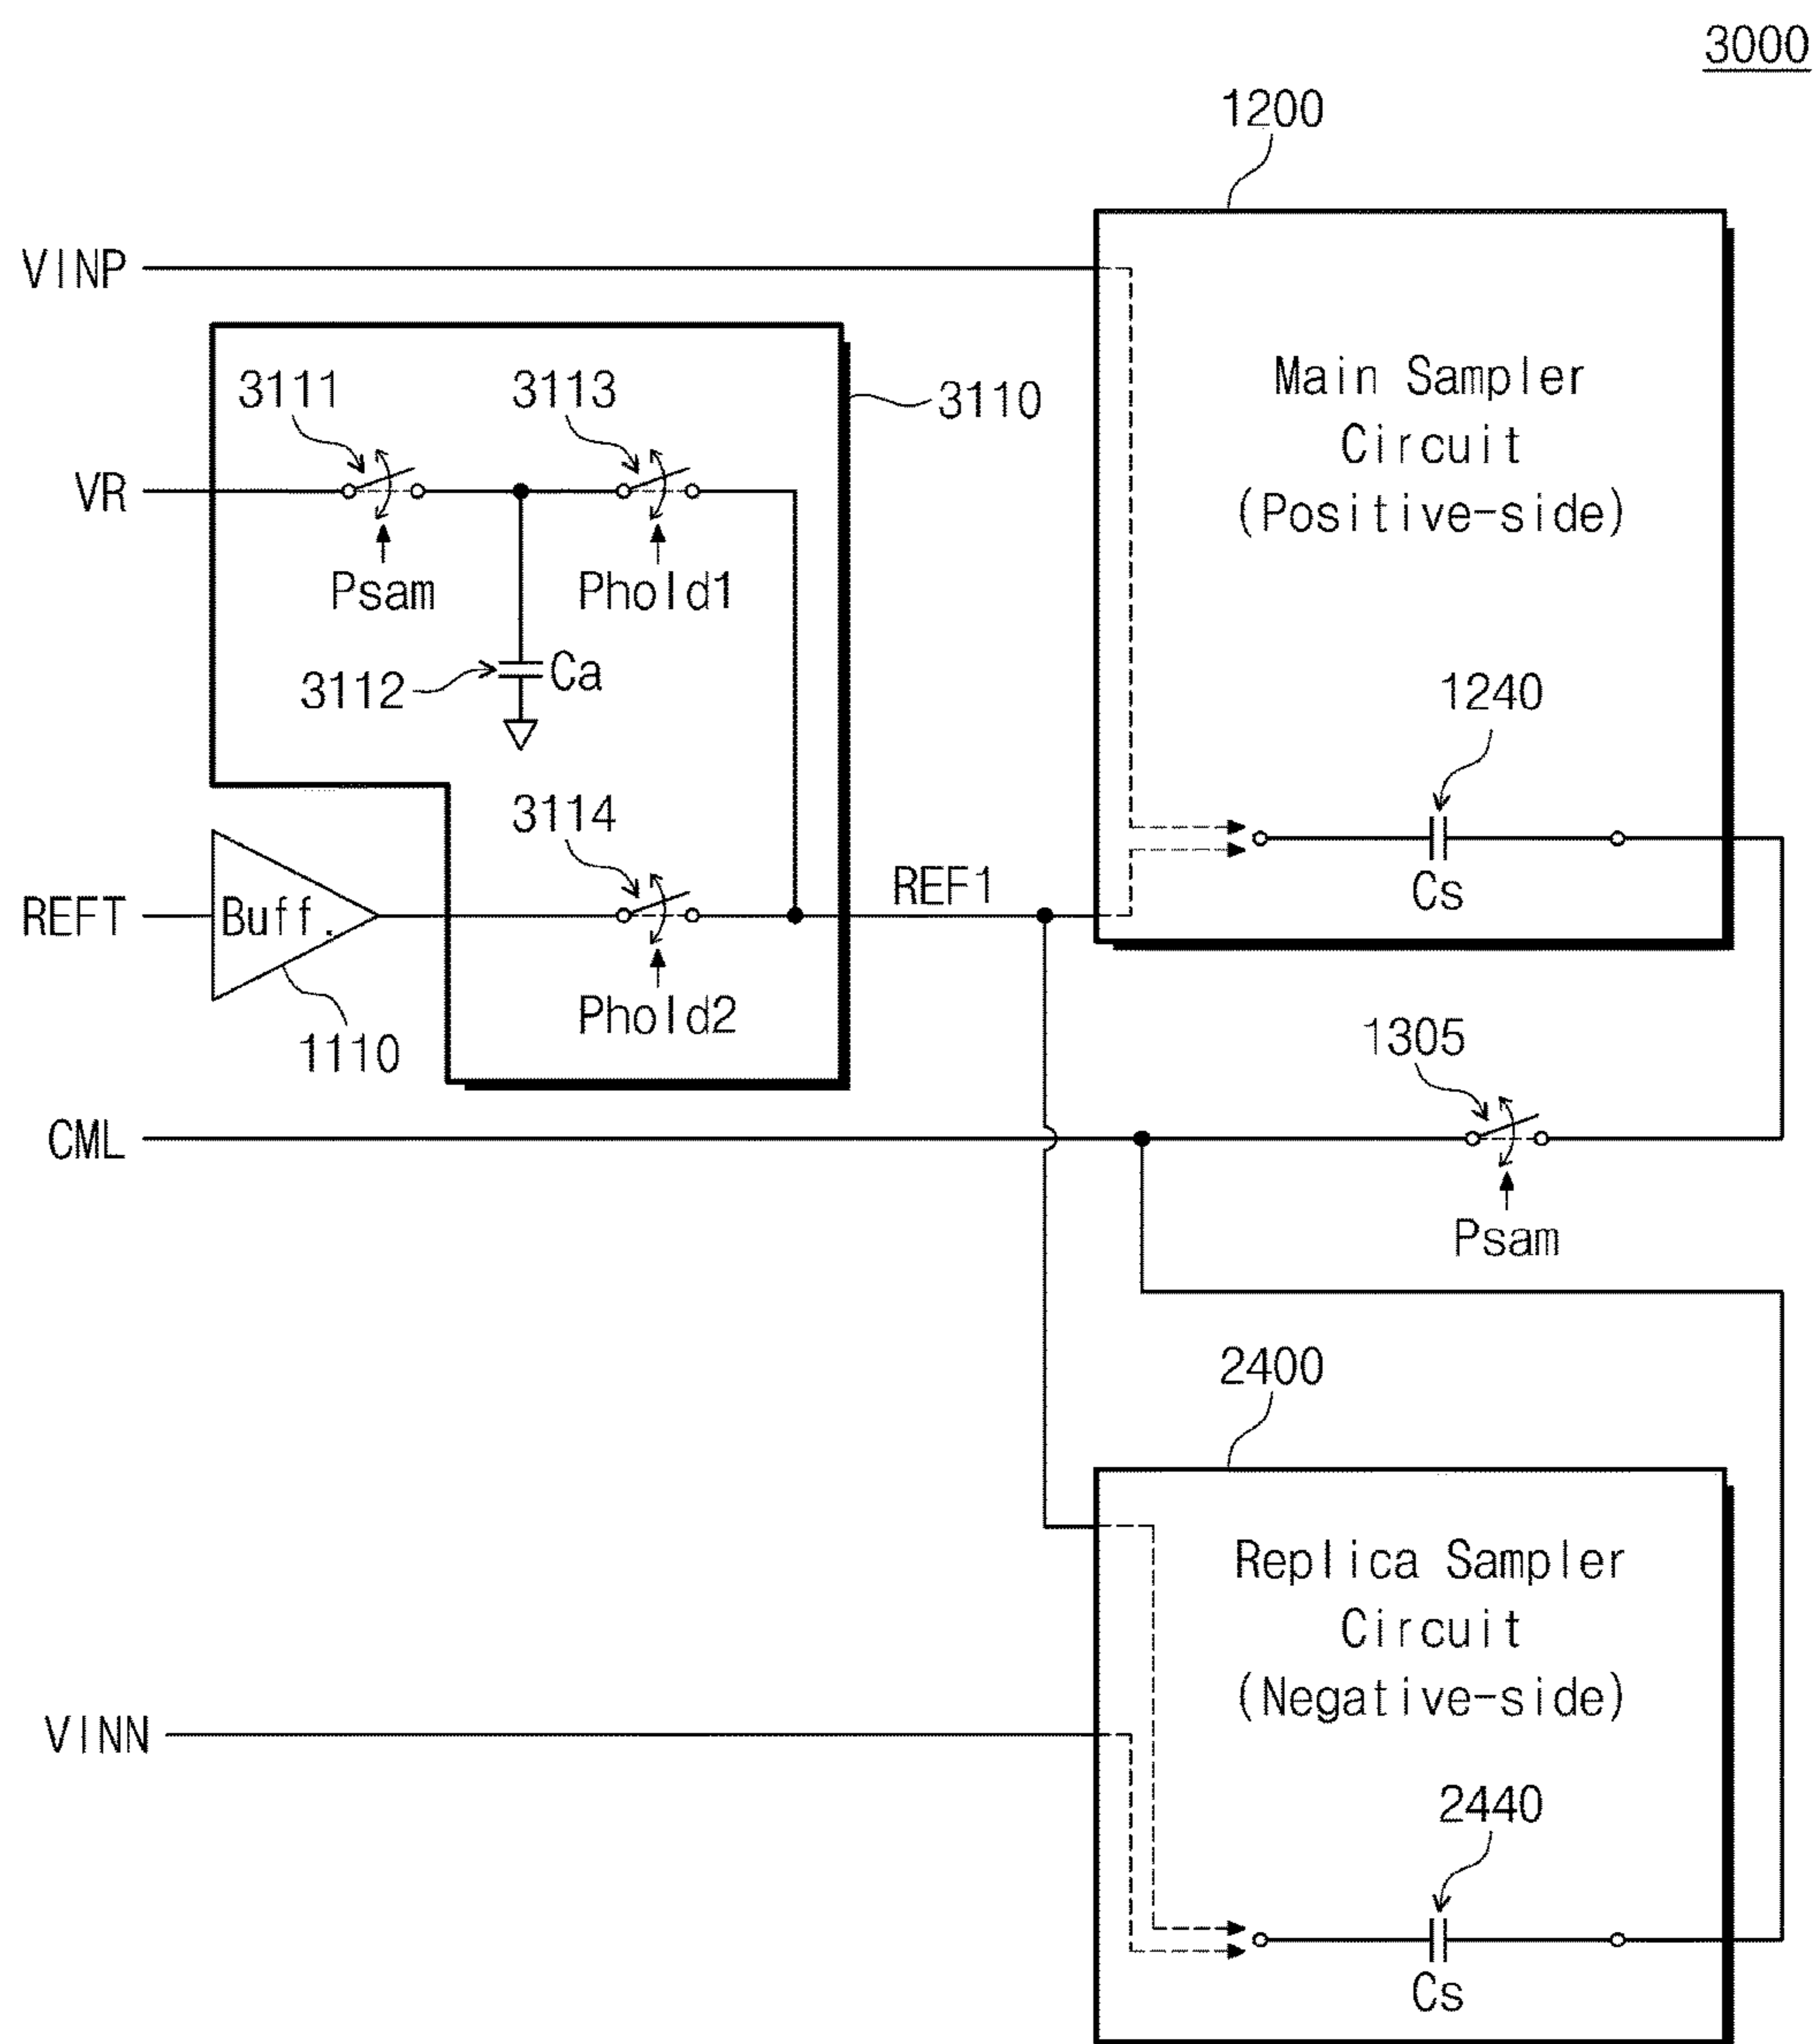 3000
1200
VINP
3111
3113
3110
Main Sampler
Circuit
(Positive-side)
VR
Psam
Phold1
3112
Ca
1240
3114
Cs
REFT
Buff.
REF1
Phold2
1110
1305
CML
Psam
2400
Replica Sampler
Circuit
(Negative-side)
VINN
2440
Cs